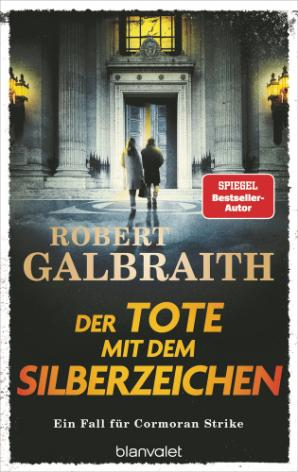 SPIEGEL
Bestseller-
Autor
ROBERT
GALBRAITH
DER TOTE
MIT DEM
SILBERZEICHEN
Ein Fall für Cormoran Strike
blanvalet